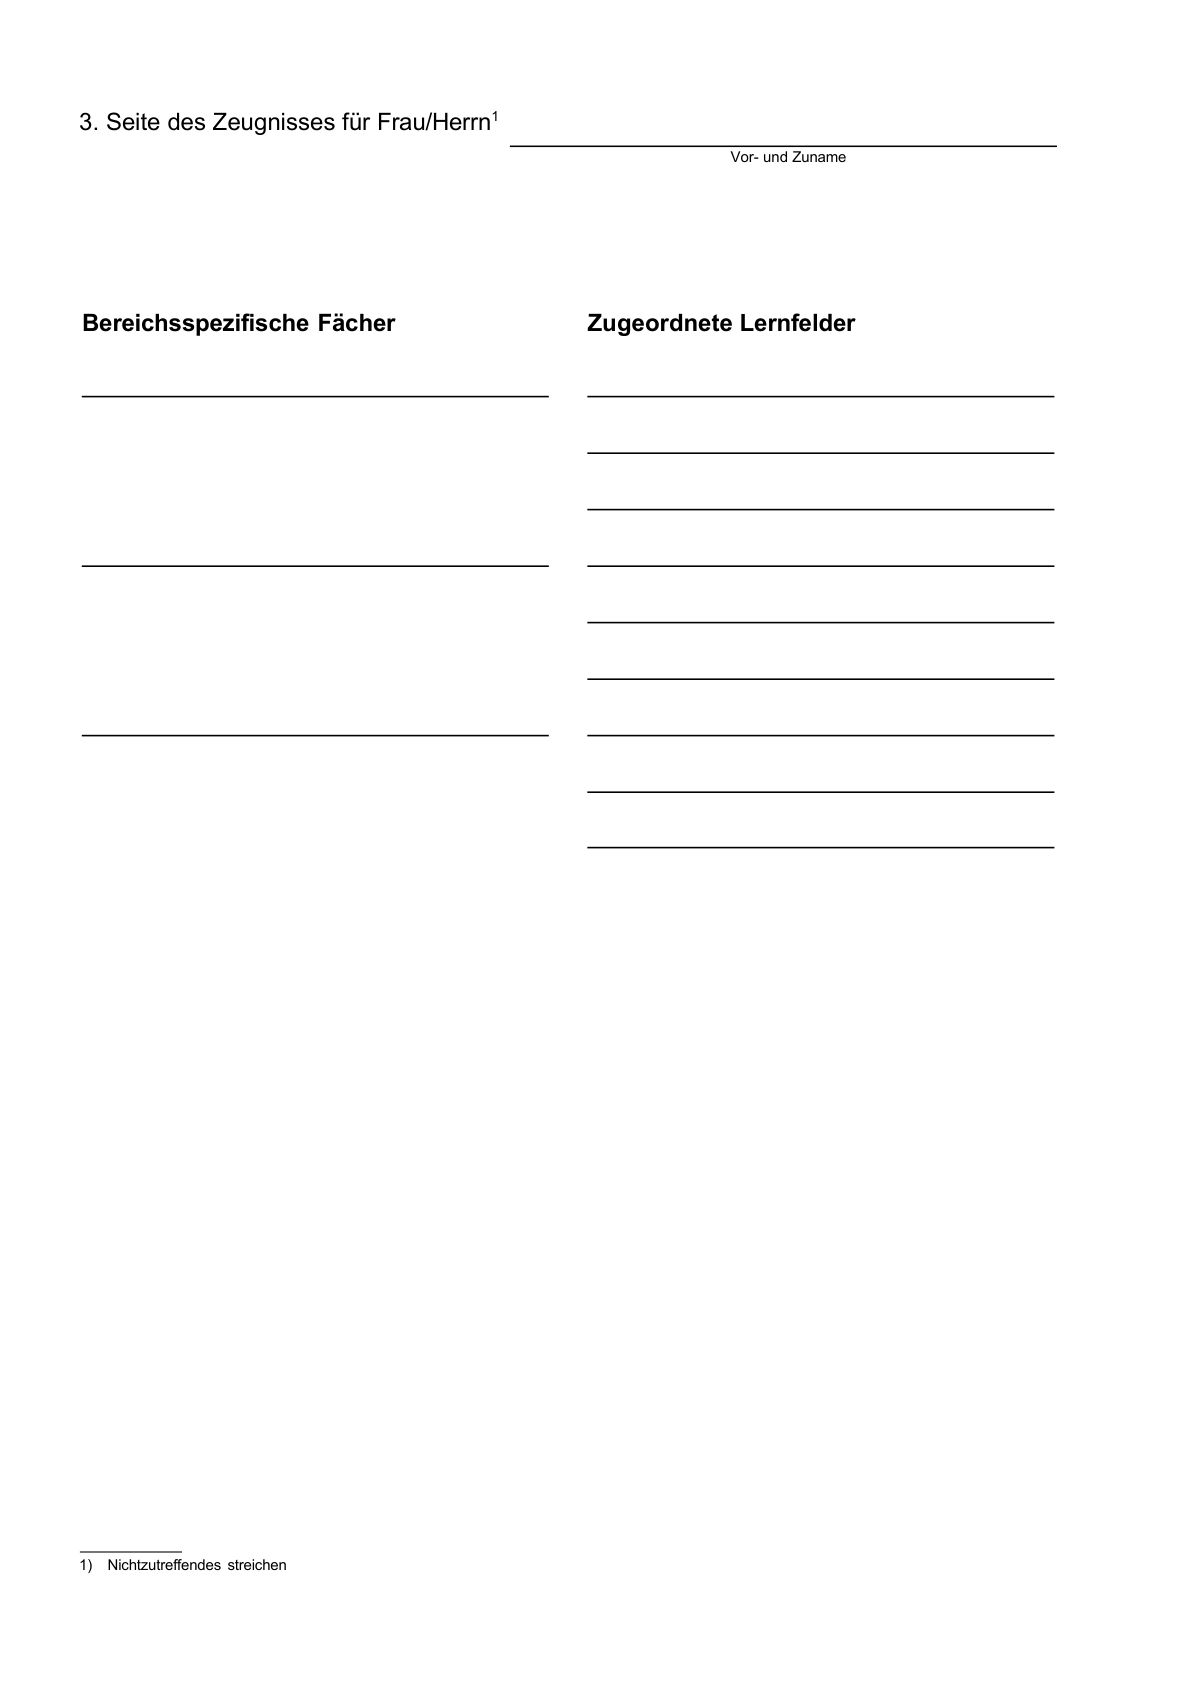 3. Seite des Zeugnisses für Frau/Herrn¹
Vor- und Zuname
Bereichsspezifische Fächer
Zugeordnete Lernfelder
1) Nichtzutreffendes streichen